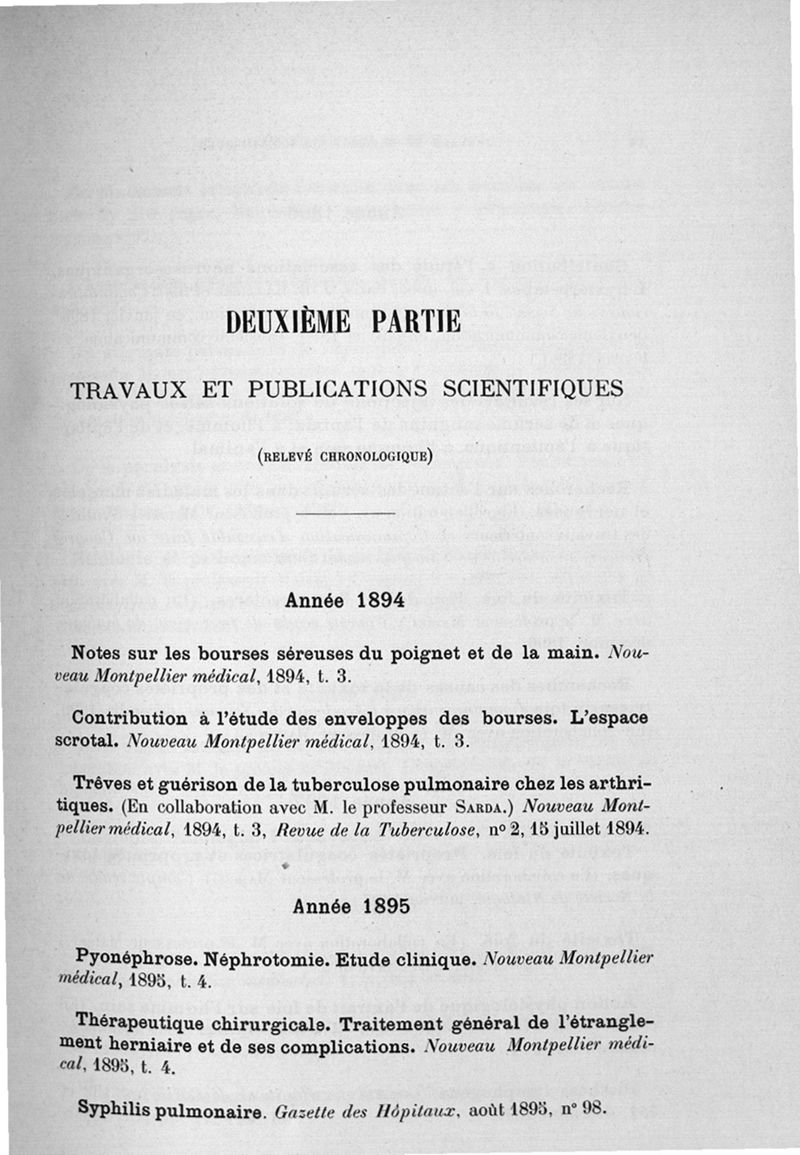 DEUXIÈME PARTIE
TRAVAUX ET PUBLICATIONS SCIENTIFIQUES
(RELEVÉ CHRONOLOGIQUE)
Année 1894
Notes sur les bourses séreuses du poignet et de la main. Nou-
veau Montpellier médical, 1894, t. 3.
Contribution à l'étude des enveloppes des bourses. L'espace
scrotal. Nouveau Montpellier médical, 1894, t. 3.
Trêves et guérison de la tuberculose pulmonaire chez les arthri-
tiques. (En collaboration avec M. le professeur SARDA.) Nouveau Mont-
pellier médical, 1894, t. 3, Revue de la Tuberculose, n° 2, 15 juillet 1894.
Année 1895
Pyonéphrose. Néphrotomie. Etude clinique. Nouveau Montpellier
médical, 1895, t. 4.
Thérapeutique chirurgicale. Traitement général de l'étrangle-
ment herniaire et de ses complications. Nouveau Montpellier médi-
cal, 1895, t. 4.
Syphilis pulmonaire. Gazette des Hôpitaux, août 1895, n° 98.